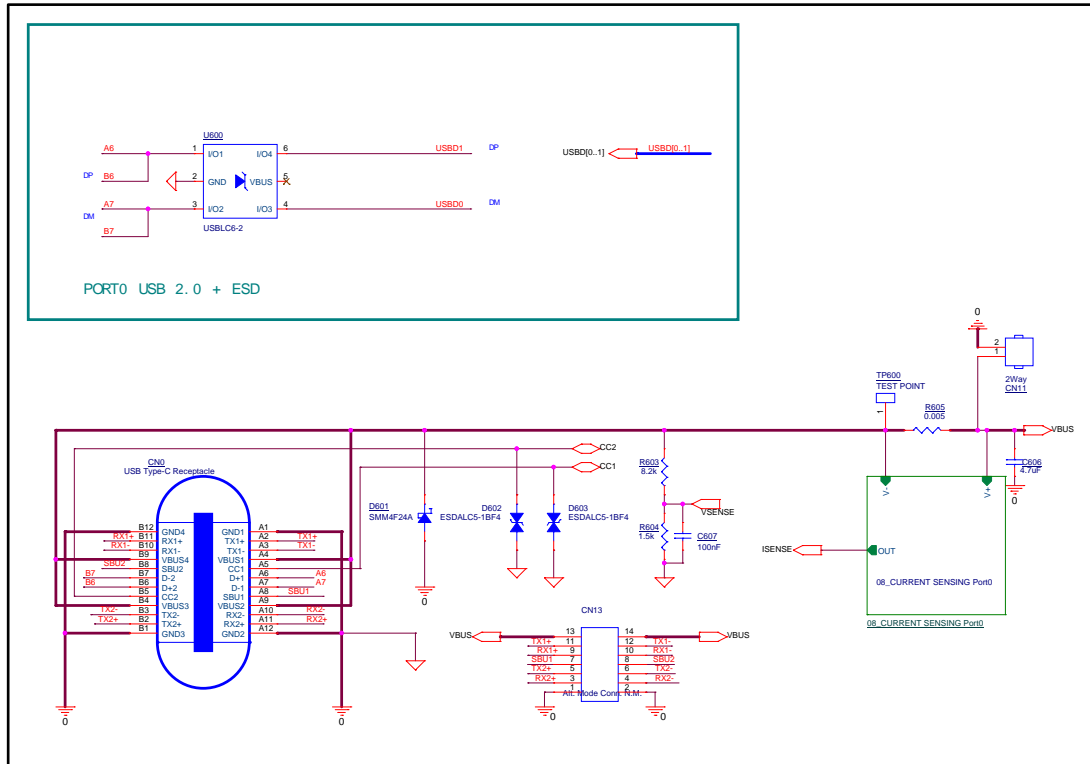 U600
A6
1
I/O1
I/O4
6
USBD1
DP
USBD[0..1]
USBD[0..1]
DP
B6
2
GND
VBUS
5
A7
3
I/O2
I/O3
4
USBD0
DM
DM
B7
USBLC6-2
PORT0 USB 2.0 + ESD
0
2
1
2Way
CN11
TP600
TEST POINT
1
R605
0.005
VBUS
CC2
CC1
CN0
USB Type-C Receptacle
R603
8.2k
C606
4.7uF
0
V-
V+
D601
SMM4F24A
D602
ESDALC5-1BF4
D603
ESDALC5-1BF4
VSENSE
R604
1.5k
C607
100nF
ISENSE
OUT
08_CURRENT SENSING Port0
08_CURRENT SENSING Port0
B12
GND4
GND1
A1
RX1+
B11
RX1+
TX1+
A2
TX1+
RX1-
B10
RX1-
TX1-
A3
TX1-
B9
VBUS4
VBUS1
A4
SBU2
B8
SBU2
CC1
A5
B7
B7
D-2
D+1
A6
A6
B6
B6
D+2
D-1
A7
A7
B5
CC2
SBU1
A8
SBU1
B4
VBUS3
VBUS2
A9
TX2-
B3
TX2-
RX2-
A10
RX2-
TX2+
B2
TX2+
RX2+
A11
RX2+
B1
GND3
GND2
A12
0
0
0
CN13
VBUS
13
14
VBUS
TX1+
11
12
TX1-
RX1+
9
10
RX1-
SBU1
7
8
SBU2
TX2+
5
6
TX2-
RX2+
3
4
RX2-
1
2
Alt. Mode Conn. N.M.
0
0